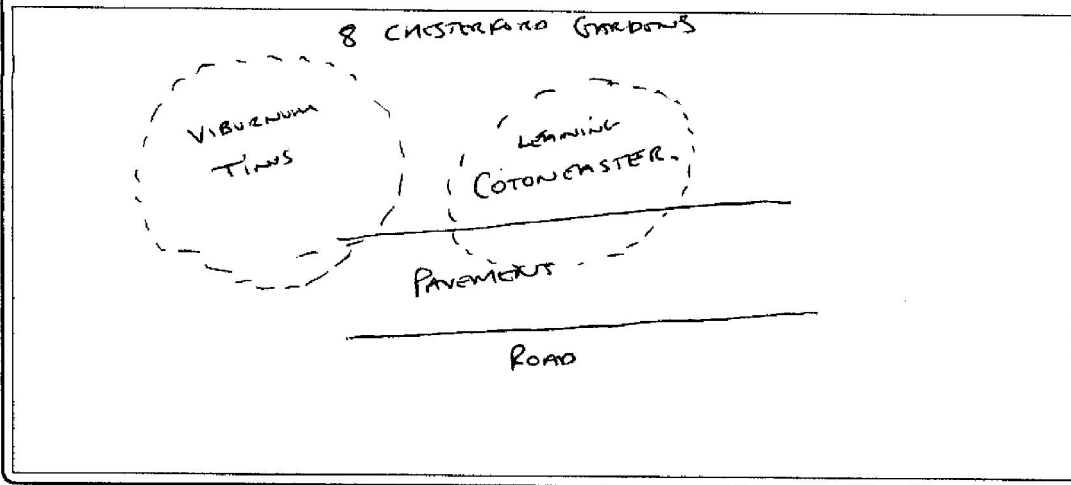 8 CHESTERFORD GARDENS
VIBURNUM
TINUS
LEANING
COTONEASTER.
PAVEMENT
ROAD